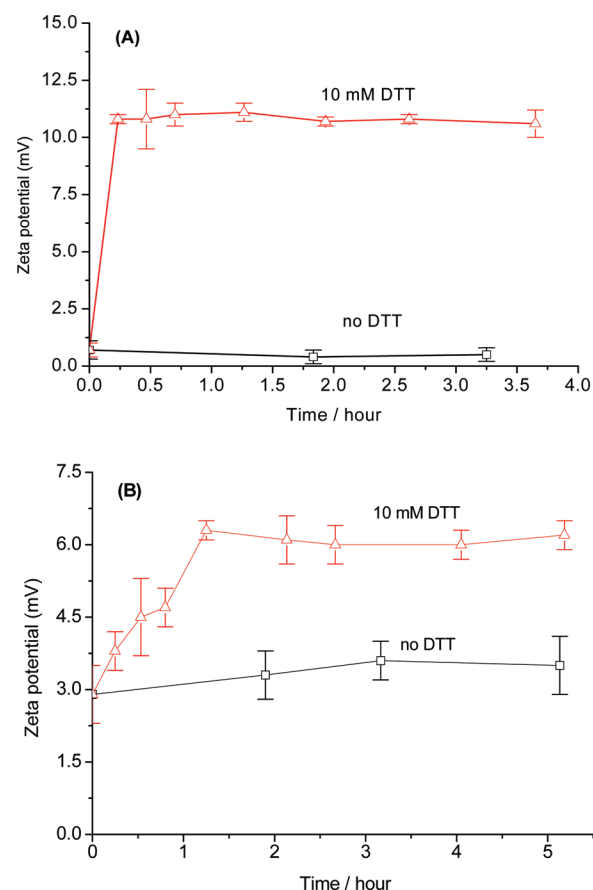 (A)
15.0
12.5
10.0
7.5
5.0
2.5
0.0
Zeta potential (mV)
10 mM DTT
no DTT
0.0 0.5 1.0 1.5 2.0 2.5 3.0 3.5 4.0
Time / hour
(B)
7.5
6.0
4.5
3.0
1.5
0.0
Zeta potential (mV)
10 mM DTT
no DTT
0 1 2 3 4 5
Time / hour